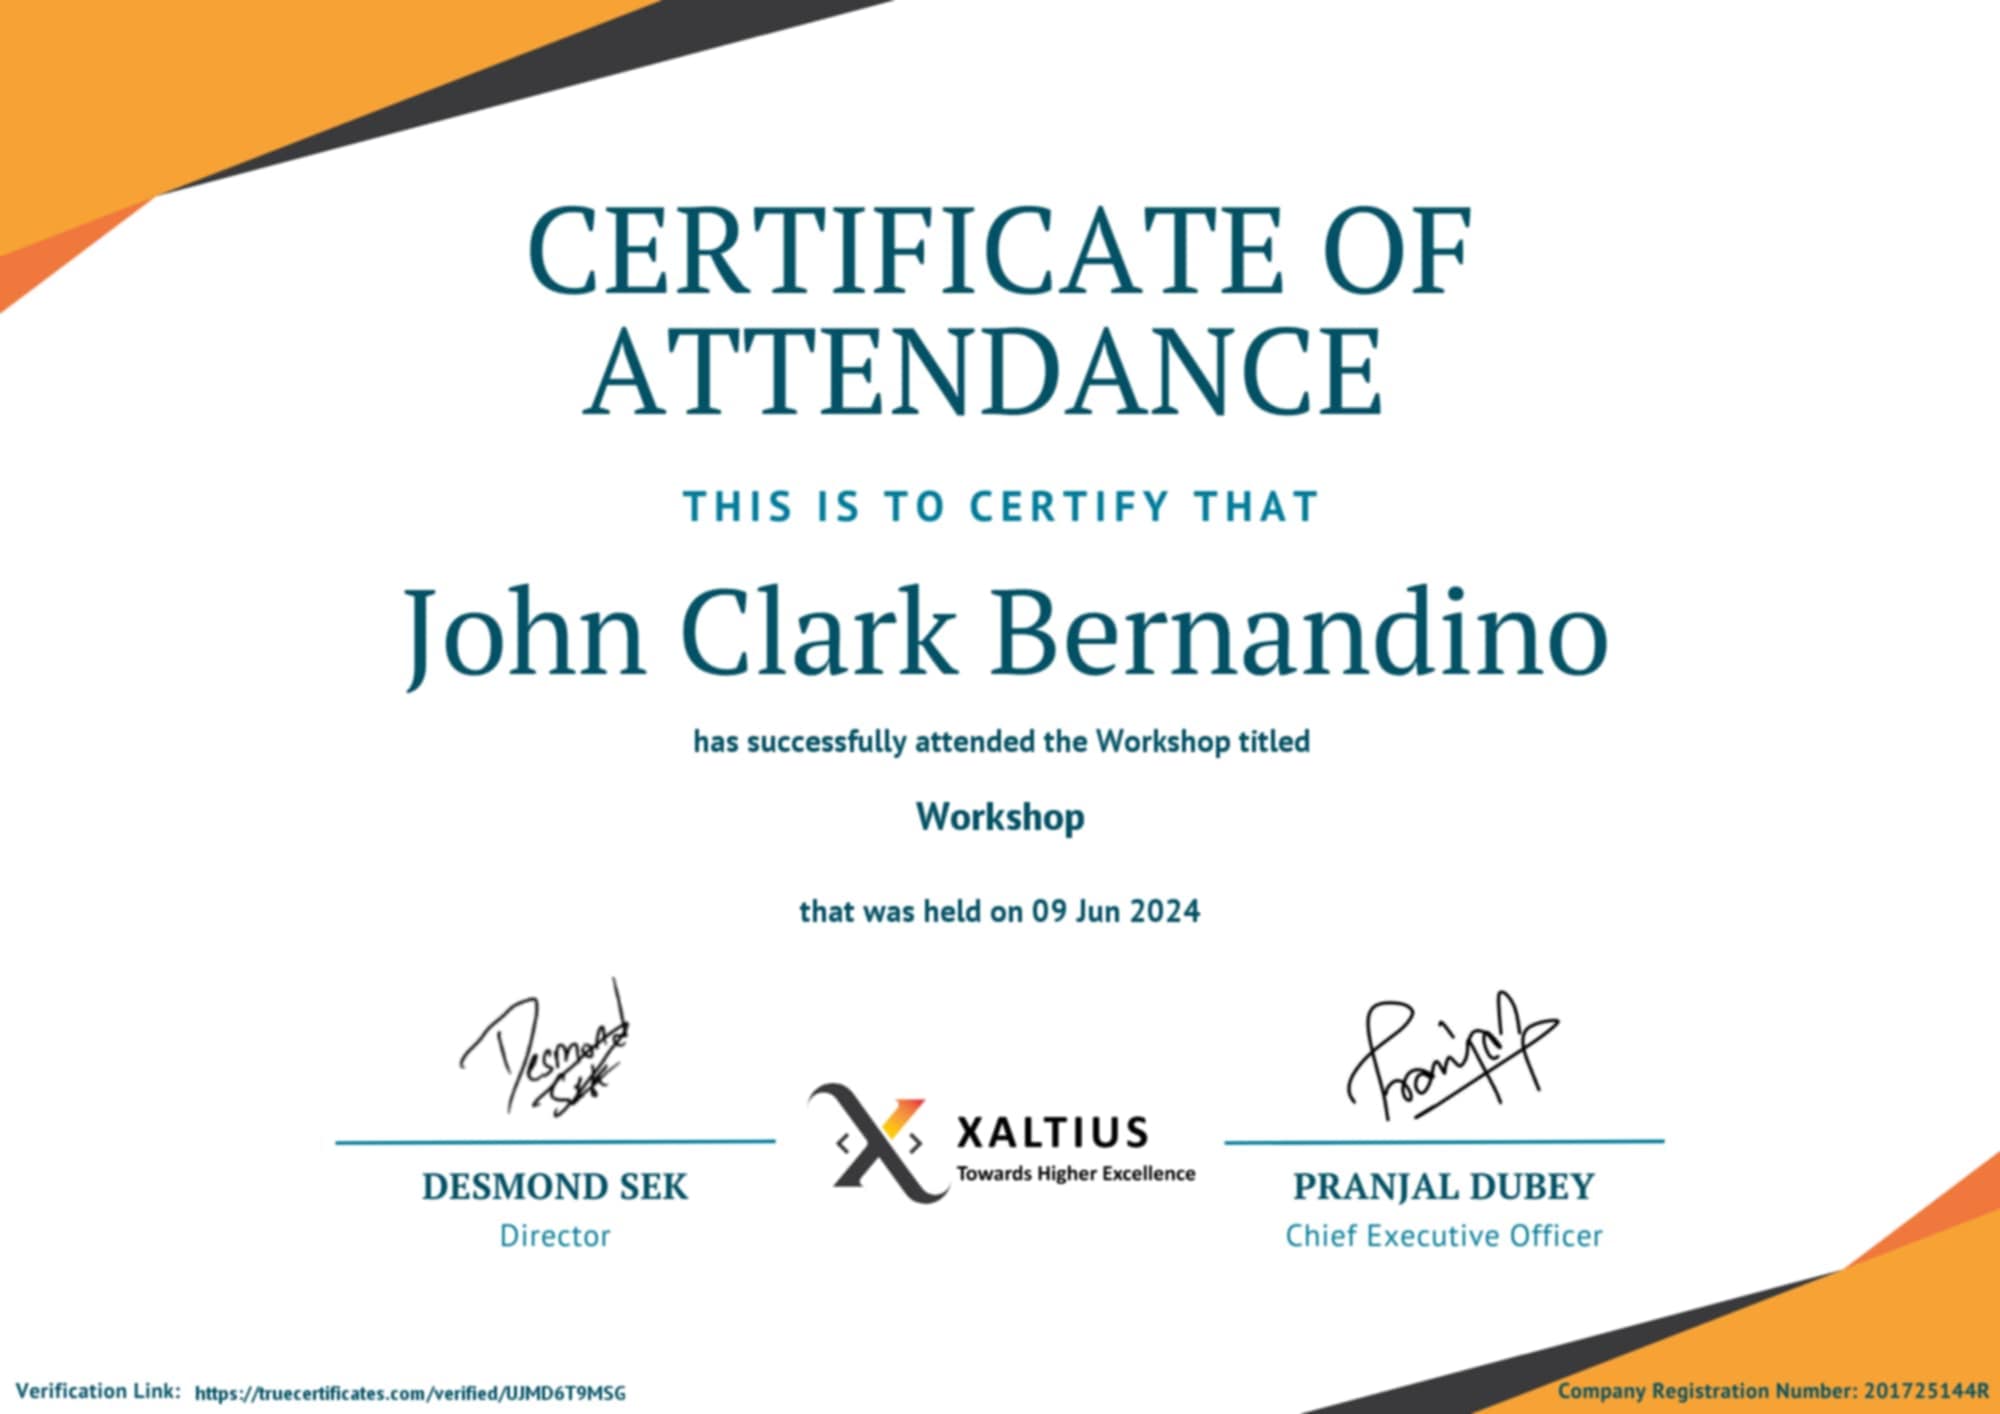 CERTIFICATE OF
ATTENDANCE
THIS IS TO CERTIFY THAT
John Clark Bernandino
has successfully attended the Workshop titled
Workshop
that was held on 09 Jun 2024
Desmond
Sek
Pranjal
XALTIUS
Towards Higher Excellence
DESMOND SEK
Director
PRANJAL DUBEY
Chief Executive Officer
Verification Link: https://truecertificates.com/verified/UJMD6T9MSG
Company Registration Number: 201725144R